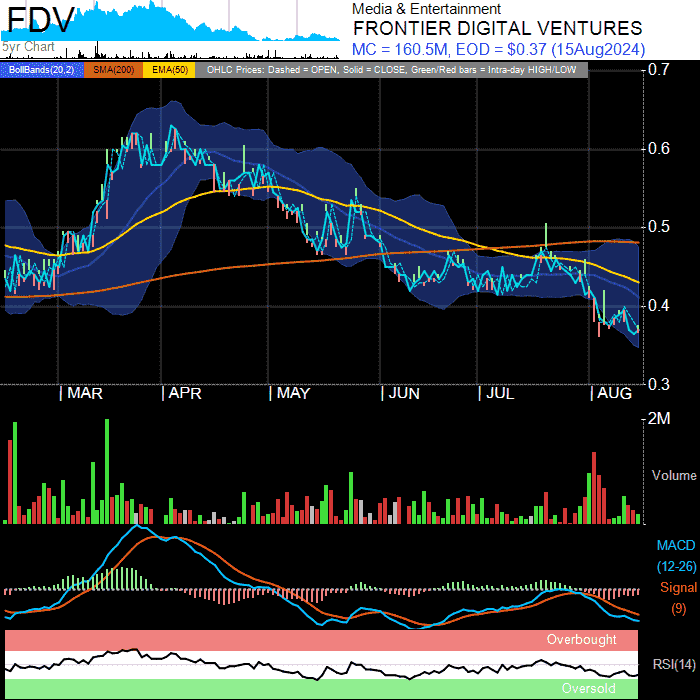 FDV
5yr Chart
Media & Entertainment
FRONTIER DIGITAL VENTURES
MC = 160.5M, EOD = $0.37 (15Aug2024)
BollBands(20,2) SMA(200) EMA(50) OHLC Prices: Dashed = OPEN, Solid = CLOSE, Green/Red bars = Intra-day HIGH/LOW
0.7
0.6
0.5
0.4
0.3
MAR APR MAY JUN JUL AUG
2M
Volume
MACD
(12-26)
Signal
(9)
Overbought
RSI(14)
Oversold